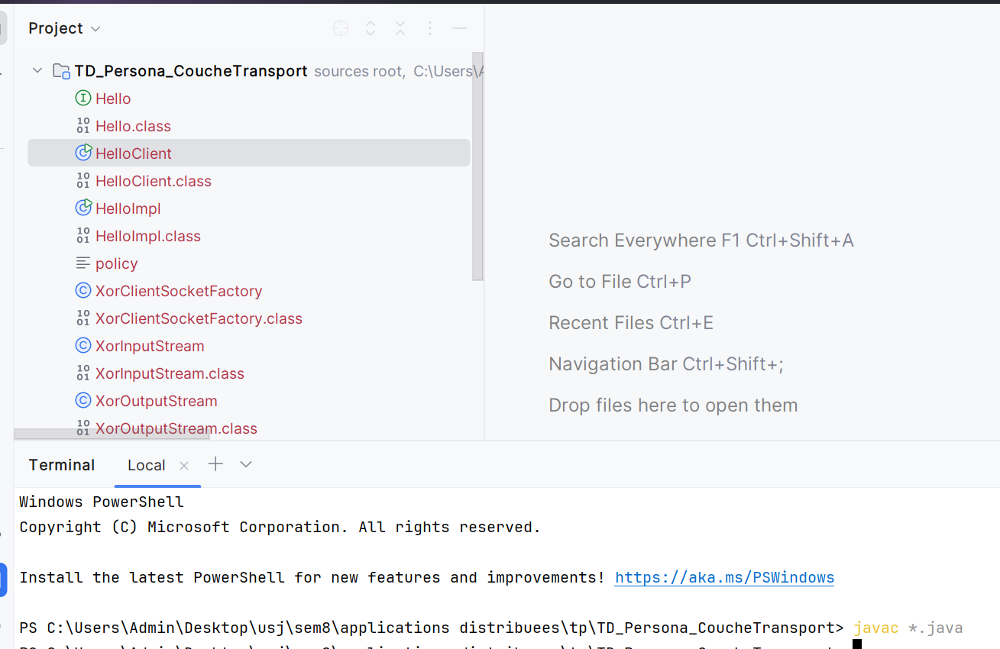 Project
TD_Persona_CoucheTransport sources root, C:\Users\A
Hello
Hello.class
HelloClient
HelloClient.class
HelloImpl
HelloImpl.class
policy
XorClientSocketFactory
XorClientSocketFactory.class
XorInputStream
XorInputStream.class
XorOutputStream
XorOutputStream.class
Search Everywhere F1 Ctrl+Shift+A
Go to File Ctrl+P
Recent Files Ctrl+E
Navigation Bar Ctrl+Shift+;
Drop files here to open them
Terminal Local
Windows PowerShell
Copyright (C) Microsoft Corporation. All rights reserved.
Install the latest PowerShell for new features and improvements! https://aka.ms/PSWindows
PS C:\Users\Admin\Desktop\usj\sem8\applications distribuees\tp\TD_Persona_CoucheTransport> javac *.java